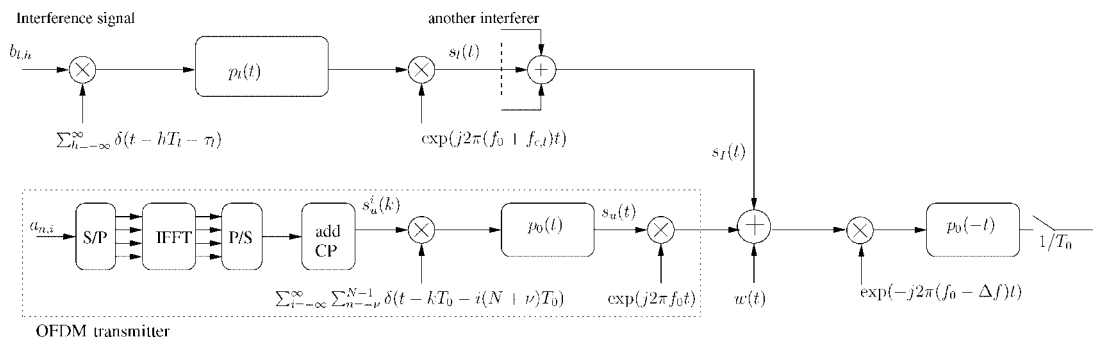 Interference signal
another interferer
b_{l,h}
p_l(t)
s_l(t)
∑_{h=-∞}^{∞} δ(t − hT_l − τ_l)
exp(j2π(f_0 + f_{c,l})t)
s_I(t)
a_{n,i}
S/P
IFFT
P/S
add
CP
s_u^i(k)
p_0(t)
s_u(t)
p_0(−t)
1/T_0
∑_{i=-∞}^{∞} ∑_{n=-ν}^{N−1} δ(t − kT_0 − i(N + ν)T_0)
exp(j2πf_0t)
w(t)
exp(−j2π(f_0 − Δf)t)
OFDM transmitter